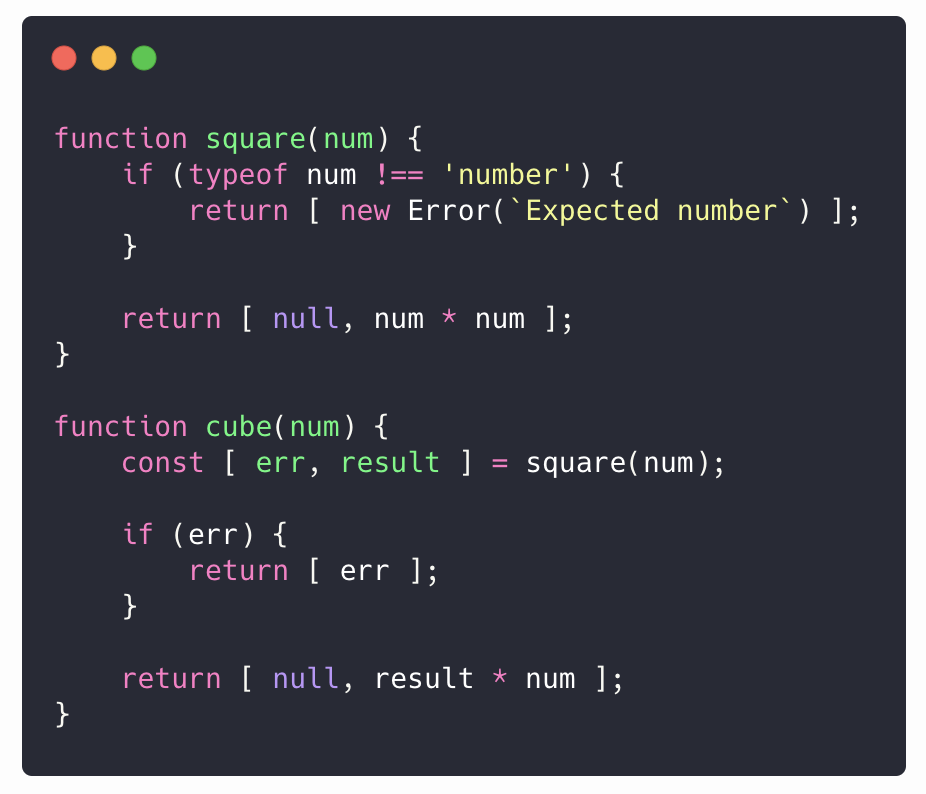 function square(num) {
    if (typeof num !== 'number') {
        return [ new Error(`Expected number`) ];
    }

    return [ null, num * num ];
}

function cube(num) {
    const [ err, result ] = square(num);

    if (err) {
        return [ err ];
    }

    return [ null, result * num ];
}